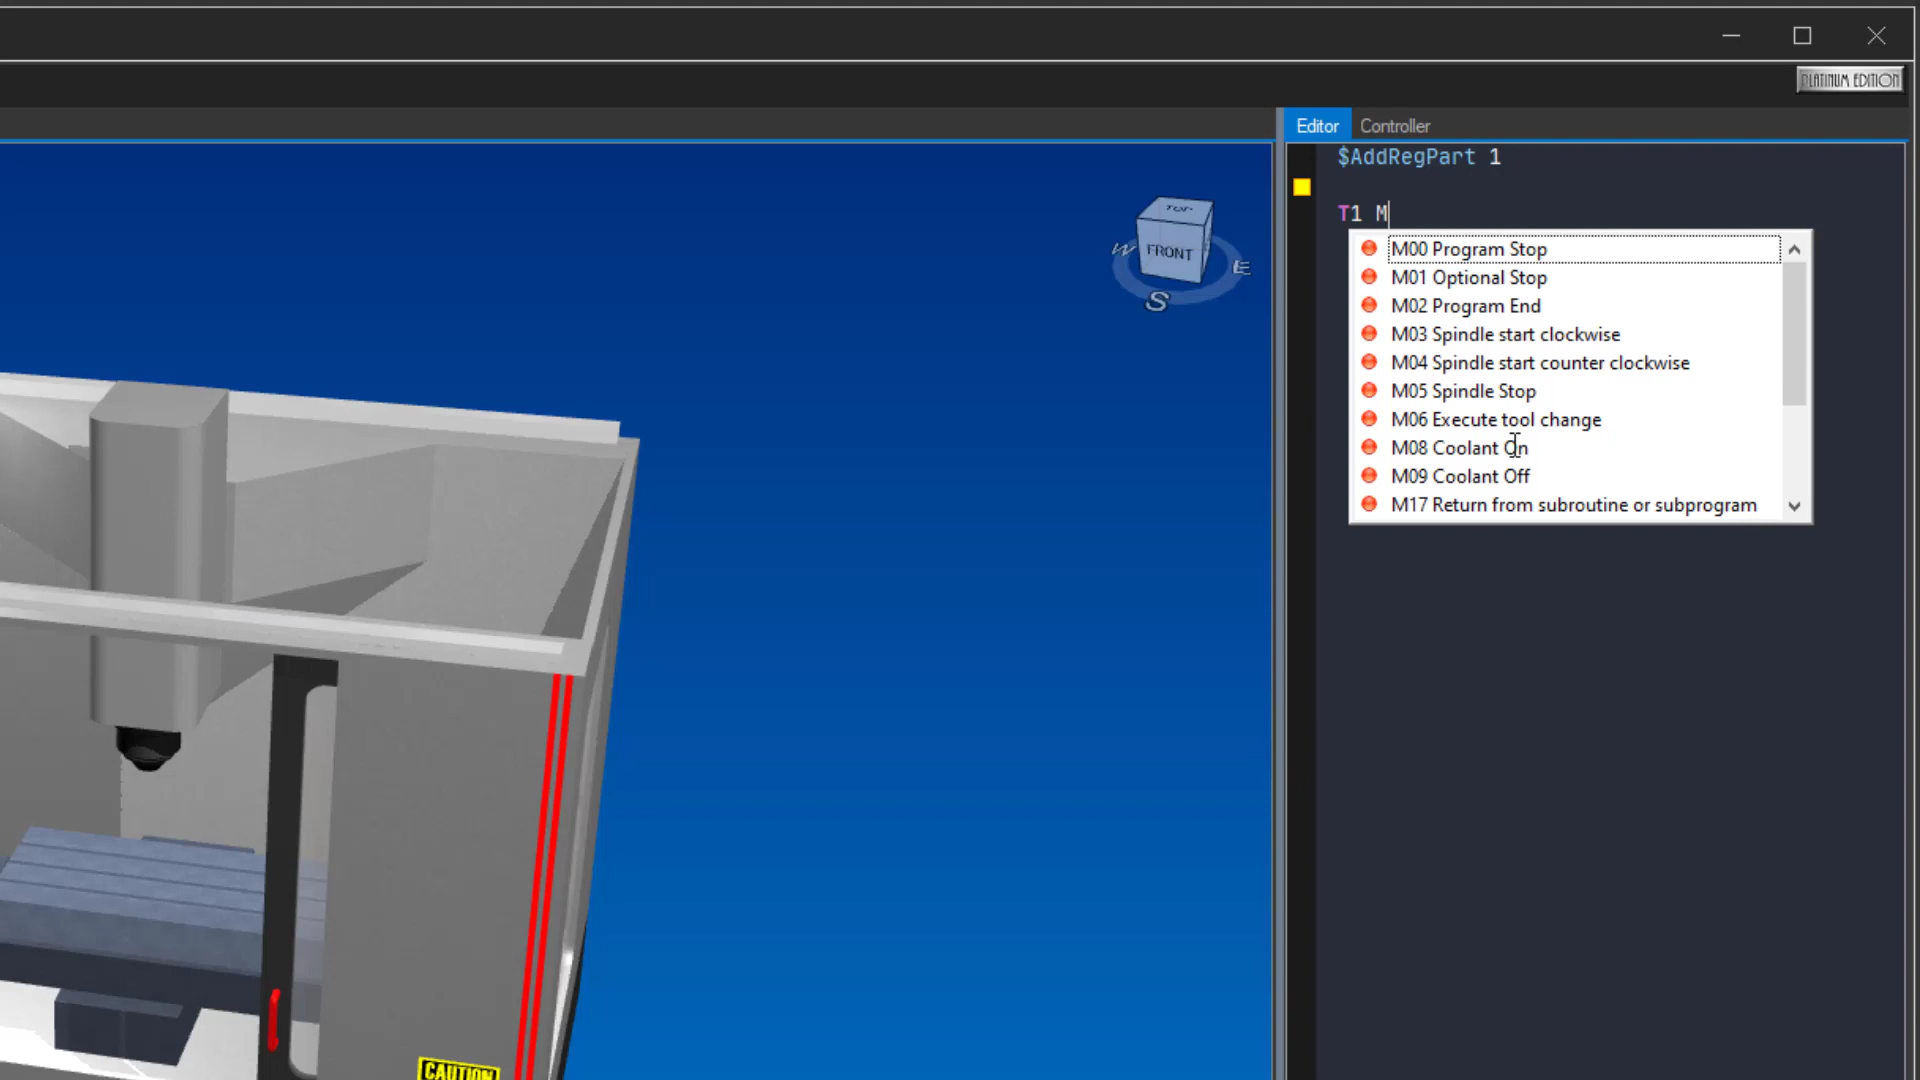 PLATINUM EDITION
Editor Controller
$AddRegPart 1
T1 M
M00 Program Stop
M01 Optional Stop
M02 Program End
M03 Spindle start clockwise
M04 Spindle start counter clockwise
M05 Spindle Stop
M06 Execute tool change
M08 Coolant On
M09 Coolant Off
M17 Return from subroutine or subprogram
TOP
FRONT
W
E
S
CAUTION